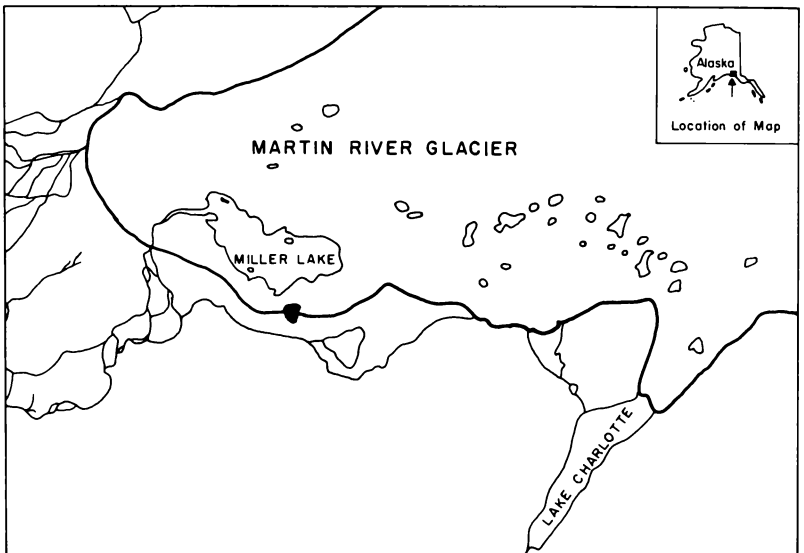 Alaska
Location of Map
MARTIN RIVER GLACIER
MILLER LAKE
LAKE CHARLOTTE